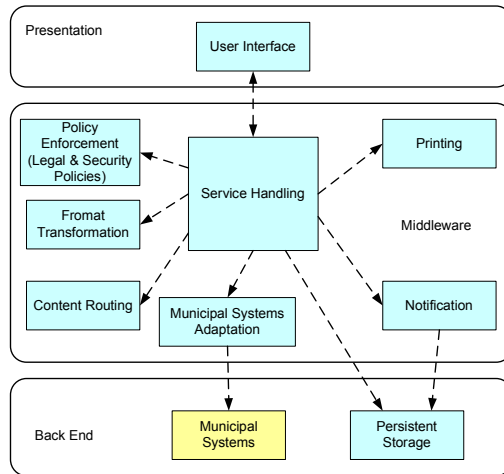 Presentation
User Interface
Policy
Enforcement
(Legal & Security
Policies)
Printing
Service Handling
Fromat
Transformation
Middleware
Content Routing
Municipal Systems
Adaptation
Notification
Back End
Municipal
Systems
Persistent
Storage